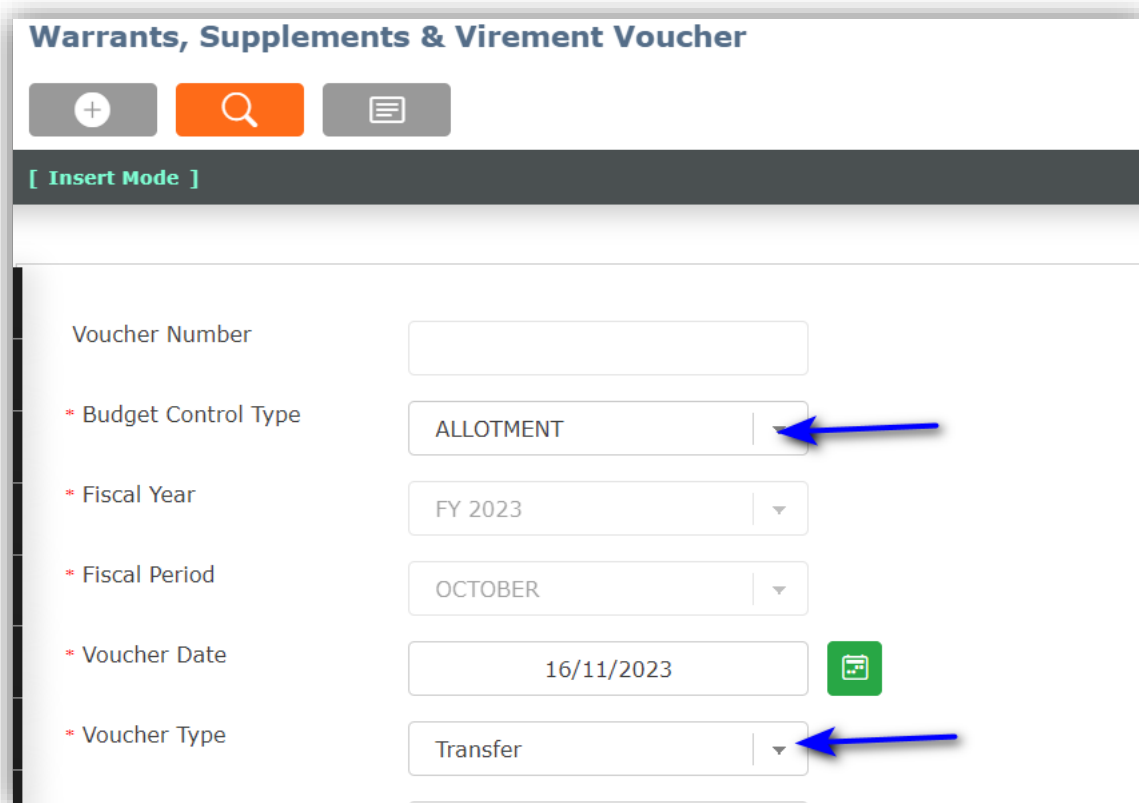 Warrants, Supplements & Virement Voucher
[ Insert Mode ]
Voucher Number
* Budget Control Type
ALLOTMENT
* Fiscal Year
FY 2023
* Fiscal Period
OCTOBER
* Voucher Date
16/11/2023
* Voucher Type
Transfer